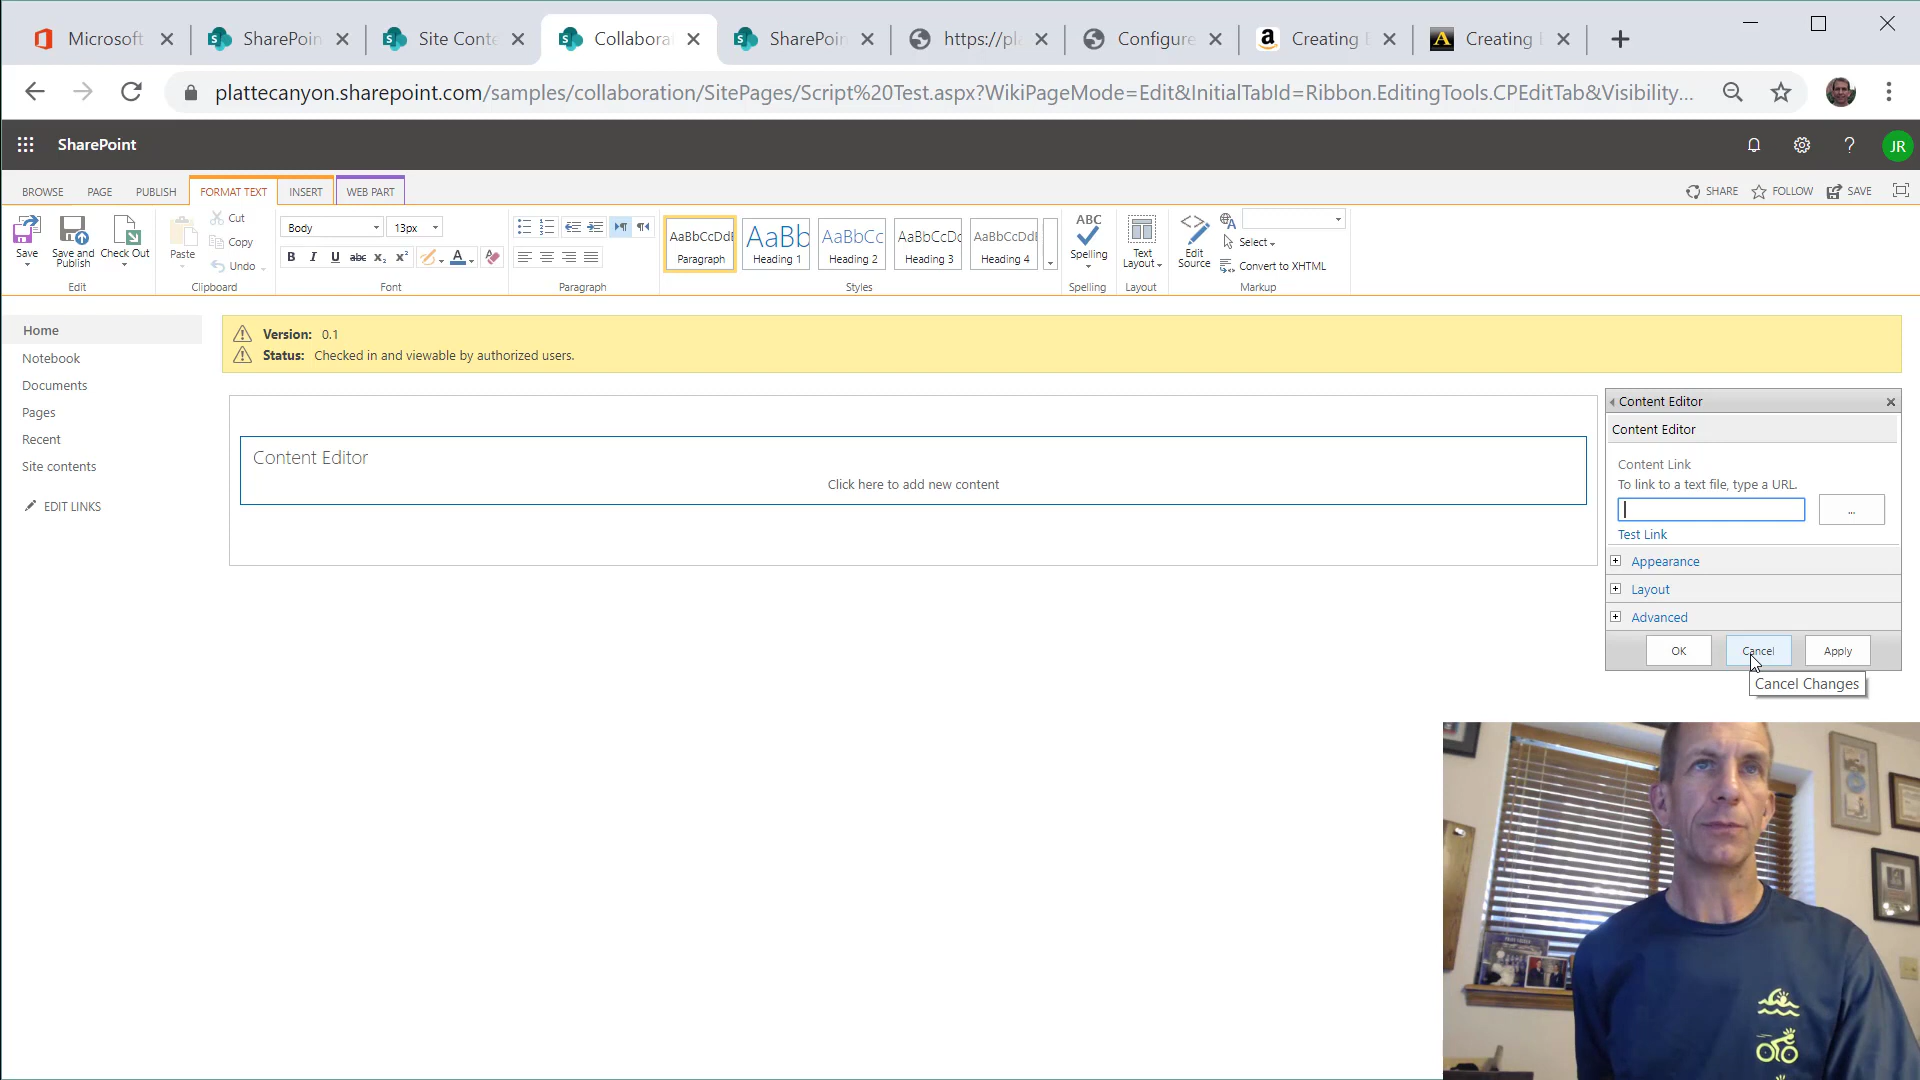 Microsoft
SharePoin
Site Conte
Collabora
SharePoin
https://pl
Configure
Creating
Creating
plattecanyon.sharepoint.com/samples/collaboration/SitePages/Script%20Test.aspx?WikiPageMode=Edit&InitialTabId=Ribbon.EditingTools.CPEditTab&Visibility...
SharePoint
JR
BROWSE PAGE PUBLISH FORMAT TEXT INSERT WEB PART
SHARE FOLLOW SAVE
Save
Save and Publish
Check Out
Edit
Paste
Cut
Copy
Undo
Clipboard
Body 13px
B I U abc x₂ x²
A
Font
Paragraph
AaBbCcDdE
Paragraph
AaBb
Heading 1
AaBbCc
Heading 2
AaBbCcDc
Heading 3
AaBbCcDdE
Heading 4
Styles
ABC
Spelling
Spelling
Text Layout
Layout
Edit Source
Select
Convert to XHTML
Markup
Home
Notebook
Documents
Pages
Recent
Site contents
EDIT LINKS
Version: 0.1
Status: Checked in and viewable by authorized users.
Content Editor
Click here to add new content
Content Editor
Content Editor
Content Link
To link to a text file, type a URL.
...
Test Link
Appearance
Layout
Advanced
OK Cancel Apply
Cancel Changes